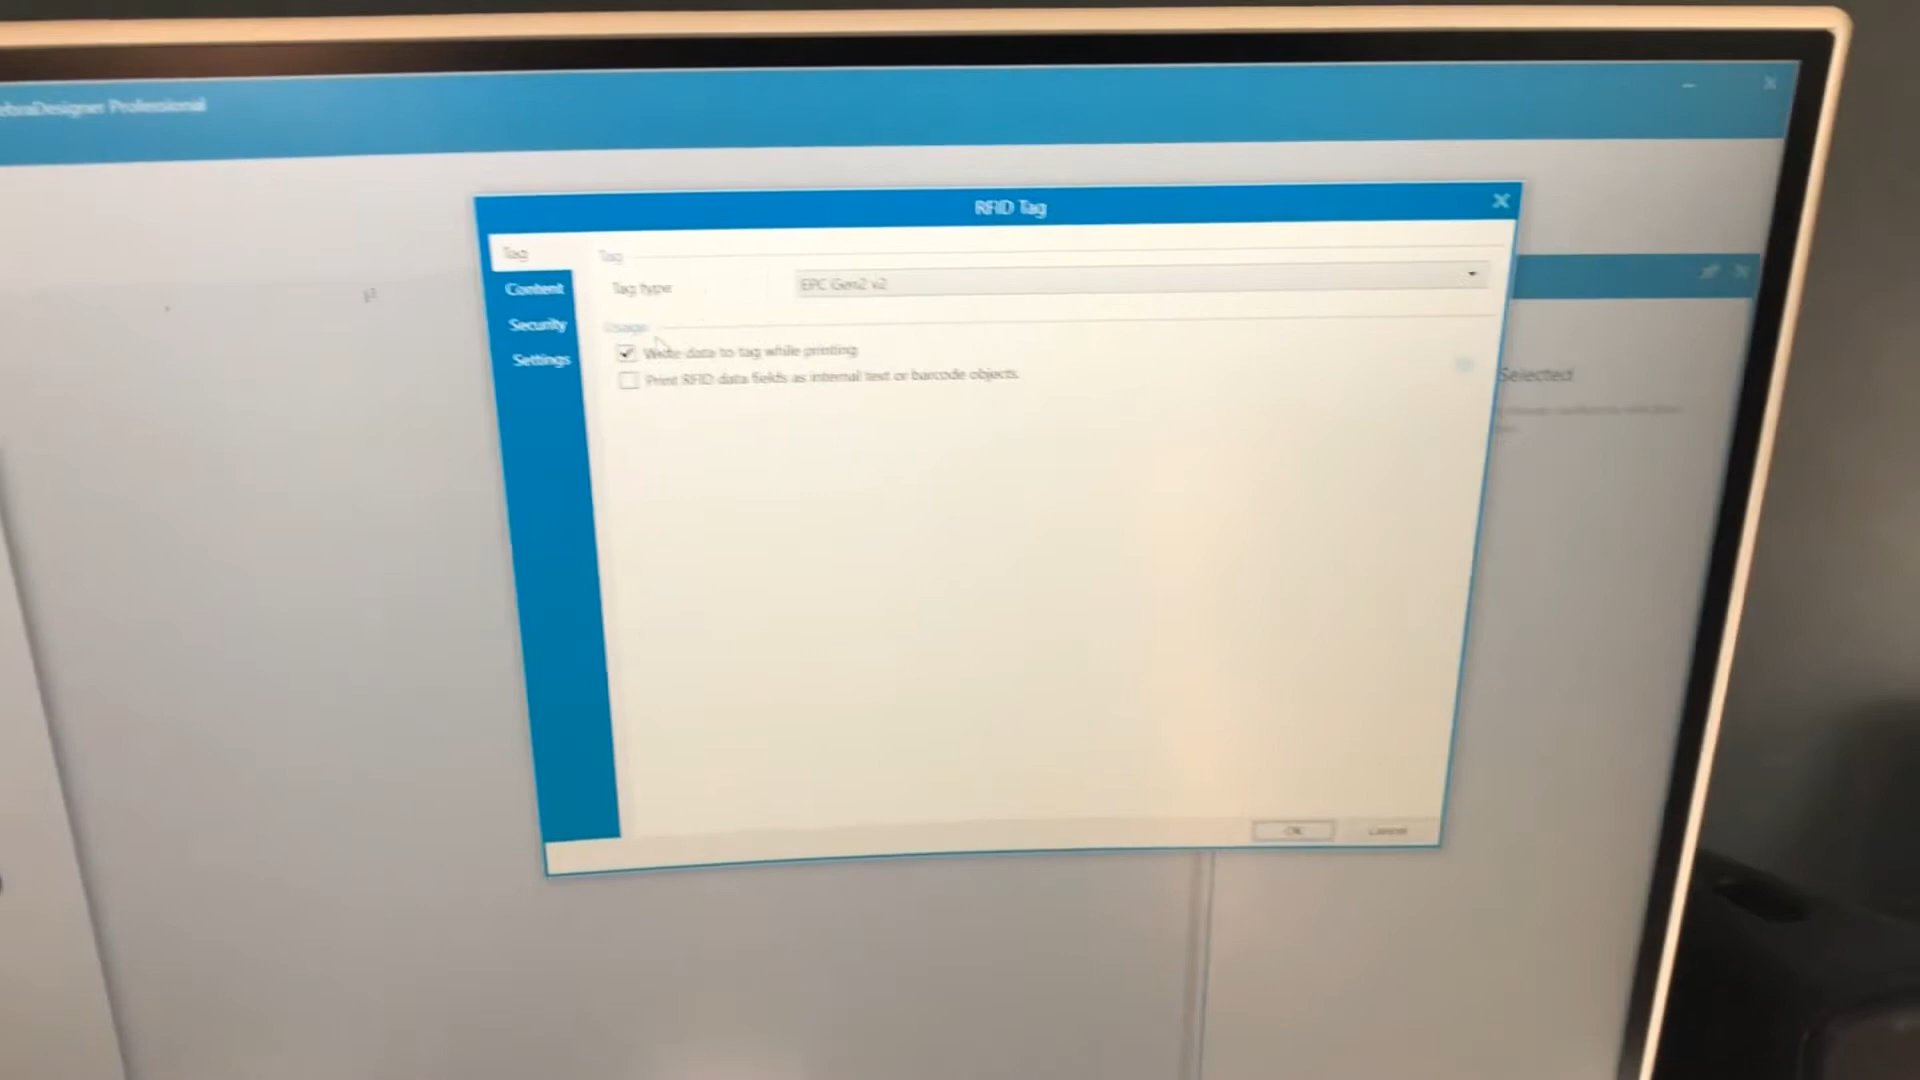 ebraDesigner Professional
RFID Tag
Tag
Content
Security
Settings
Tag
Tag type
EPC Gen2 v2
Usage
Write data to tag while printing
Print RFID data fields as internal text or barcode objects.
Selected
OK
Cancel